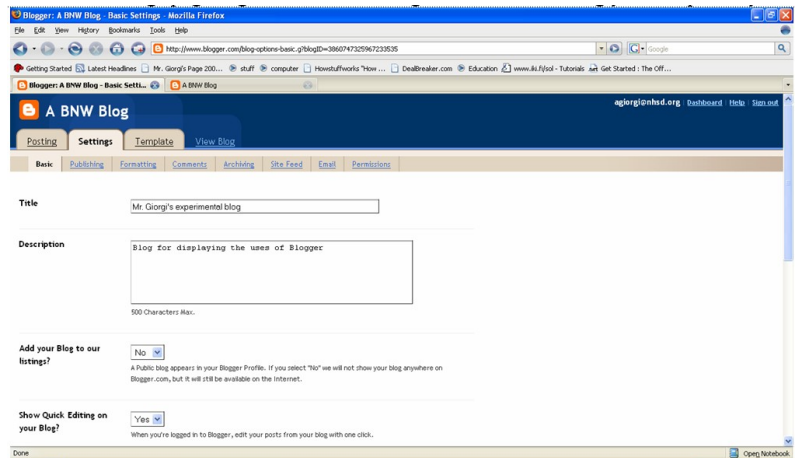 Blogger: A BNW Blog - Basic Settings - Mozilla Firefox
File Edit View History Bookmarks Tools Help
http://www.blogger.com/blog-options-basic.g?blogID=3860747325967233535
Google
Getting Started Latest Headlines Mr. Giorgi's Page 200... stuff computer Howstuffworks "How ... DealBreaker.com Education www.iki.fi/sol - Tutorials Get Started : The Off...
Blogger: A BNW Blog - Basic Setti... A BNW Blog
A BNW Blog
agiorgi@nhsd.org | Dashboard | Help | Sign out
Posting Settings Template View Blog
Basic Publishing Formatting Comments Archiving Site Feed Email Permissions
Title
Mr. Giorgi's experimental blog
Description
Blog for displaying the uses of Blogger
500 Characters Max.
Add your Blog to our
listings?
No
A Public blog appears in your Blogger Profile. If you select "No" we will not show your blog anywhere on
Blogger.com, but it will still be available on the Internet.
Show Quick Editing on
your Blog?
Yes
When you're logged in to Blogger, edit your posts from your blog with one click.
Done
Open Notebook